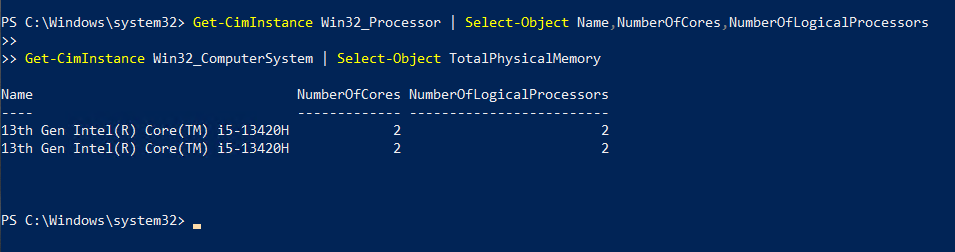 PS C:\Windows\system32> Get-CimInstance Win32_Processor | Select-Object Name,NumberOfCores,NumberOfLogicalProcessors
>>
>> Get-CimInstance Win32_ComputerSystem | Select-Object TotalPhysicalMemory
Name NumberOfCores NumberOfLogicalProcessors
---- ------------- -------------------------
13th Gen Intel(R) Core(TM) i5-13420H 2 2
13th Gen Intel(R) Core(TM) i5-13420H 2 2
PS C:\Windows\system32>